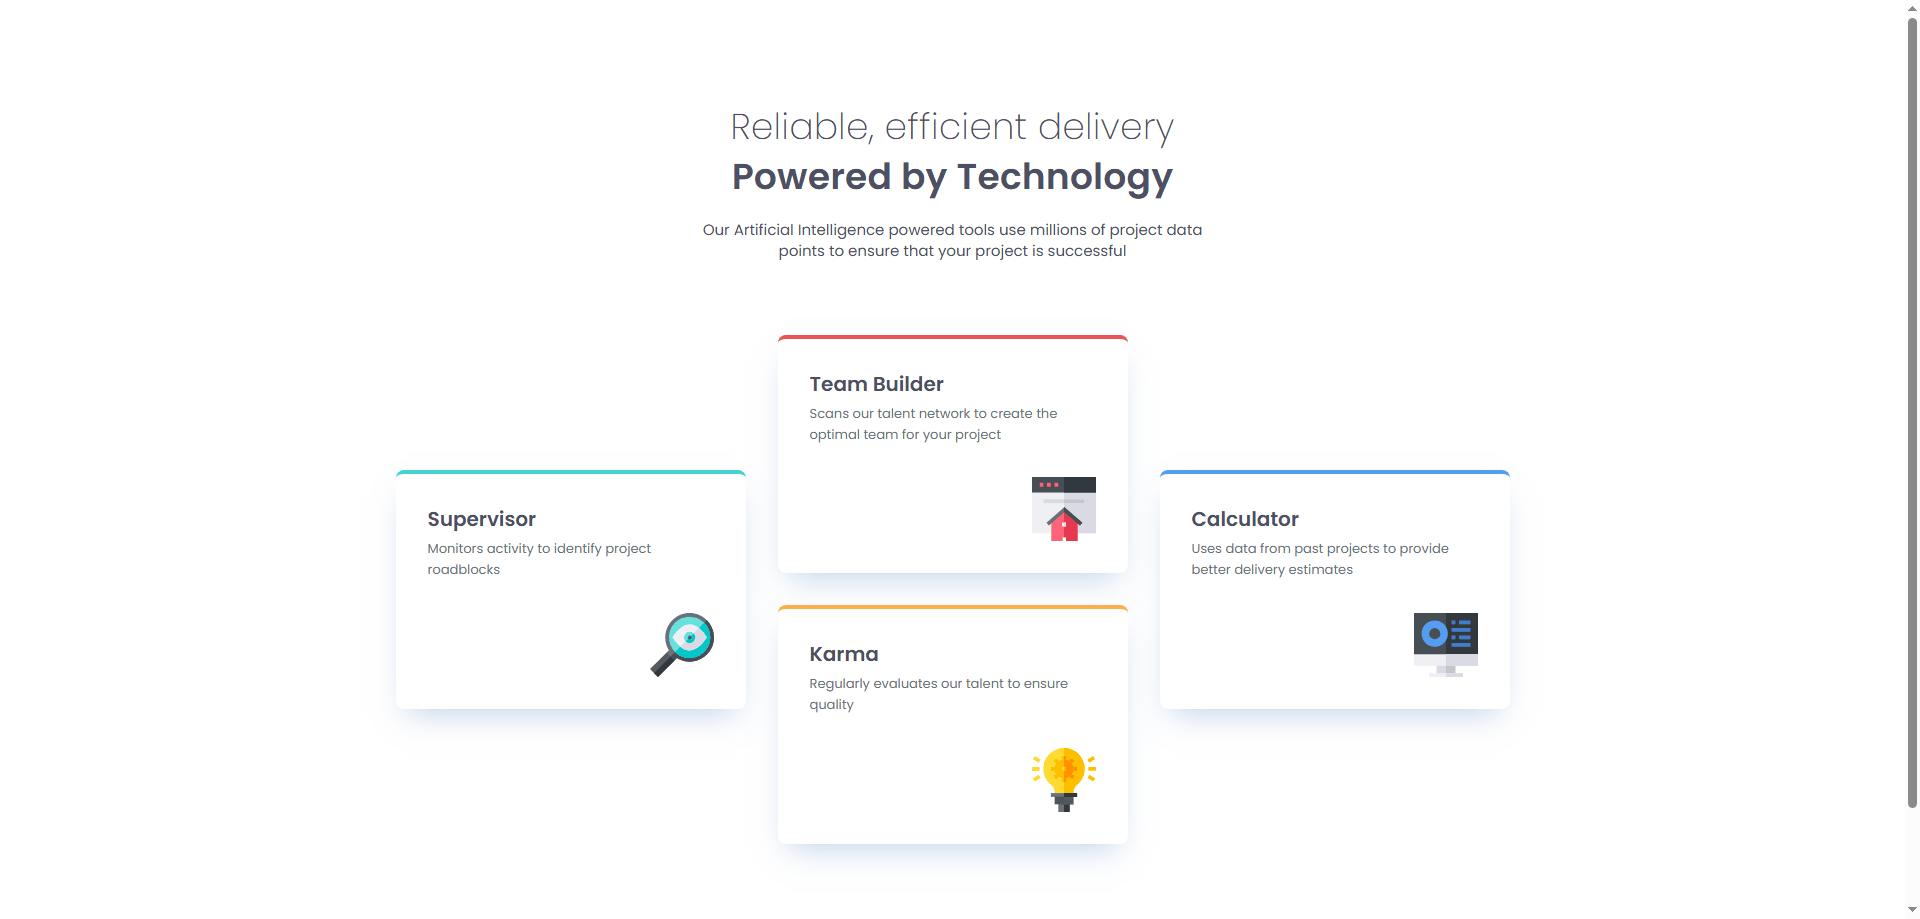 Reliable, efficient delivery
Powered by Technology
Our Artificial Intelligence powered tools use millions of project data
points to ensure that your project is successful
Team Builder
Scans our talent network to create the
optimal team for your project
Supervisor
Monitors activity to identify project
roadblocks
Calculator
Uses data from past projects to provide
better delivery estimates
Karma
Regularly evaluates our talent to ensure
quality